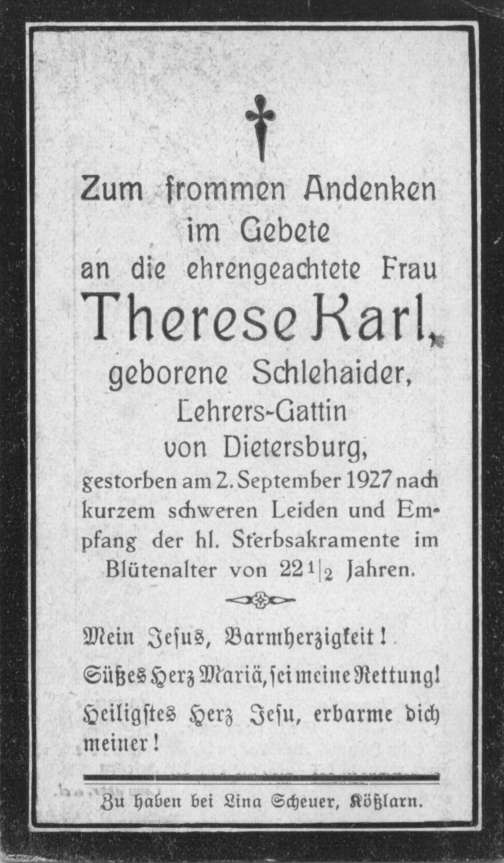 Zum frommen Andenken
im Gebete
an die ehrengeachtete Frau
Therese Karl,
geborene Schlehaider,
Lehrers-Gattin
von Dietersburg,
gestorben am 2. September 1927 nach
kurzem schweren Leiden und Em-
pfang der hl. Sterbsakramente im
Blütenalter von 22 1/2 Jahren.
Mein Jesus, Barmherzigkeit!
Süßes Herz Mariä, sei meine Rettung!
Heiligstes Herz Jesu, erbarme dich
meiner!
Zu haben bei Lina Scheuer, Kößlarn.